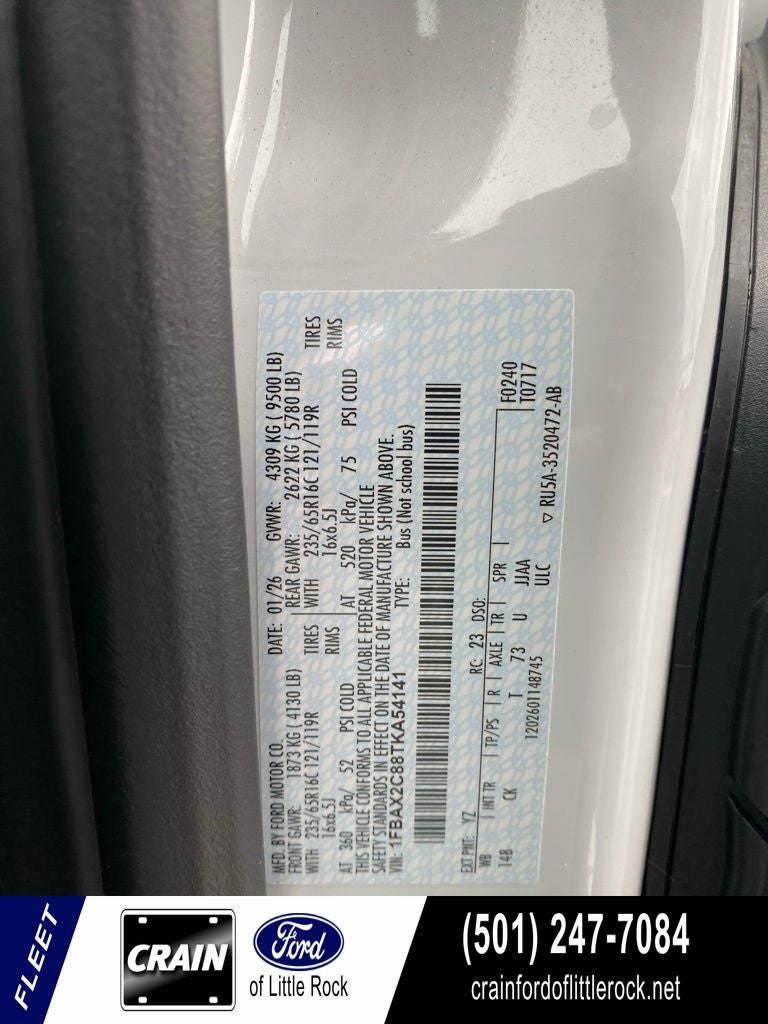 MFD. BY FORD MOTOR CO.
DATE: 01/26 GVWR: 4309 KG ( 9500 LB)
FRONT GAWR: 1873 KG ( 4130 LB) REAR GAWR: 2622 KG ( 5780 LB)
WITH 235/65R16C 121/119R TIRES WITH 235/65R16C 121/119R TIRES
16x6.5J RIMS 16x6.5J RIMS
AT 360 kPa/ 52 PSI COLD AT 520 kPa/ 75 PSI COLD
THIS VEHICLE CONFORMS TO ALL APPLICABLE FEDERAL MOTOR VEHICLE
SAFETY STANDARDS IN EFFECT ON THE DATE OF MANUFACTURE SHOWN ABOVE.
VIN: 1FBAX2C88TKA54141 TYPE: Bus (Not school bus)
EXT PNT: YZ RC: 23 DSO:
WB INT TR TP/PS R AXLE TR SPR F0240
148 CK T 73 U JJAA T0717
ULC
1202601148745 ▽ RU5A-3520472-AB
FLEET
CRAIN
Ford
of Little Rock
(501) 247-7084
crainfordoflittlerock.net